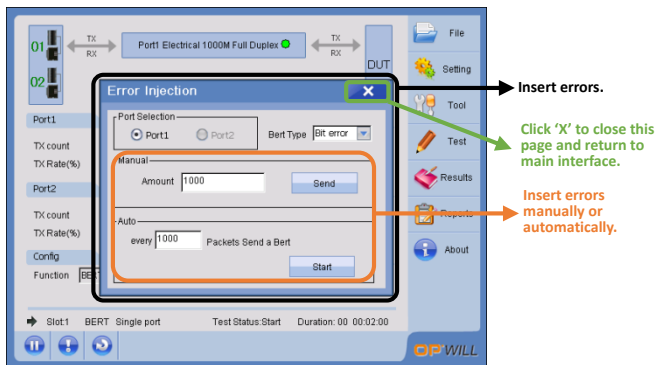 01
TX
RX
Port1 Electrical 1000M Full Duplex
TX
RX
DUT
02
File
Setting
Tool
Test
Results
Reports
About
Error Injection
X
Port Selection
Port1
Port2
Bert Type
Bit error
Manual
Amount
1000
Send
Auto
every
1000
Packets Send a Bert
Start
Port1
TX count
TX Rate(%)
Port2
TX count
TX Rate(%)
Config
Function
BERT
Slot:1
BERT
Single port
Test Status:Start
Duration: 00 00:02:00
OPWILL
Insert errors.
Click ‘X’ to close this
page and return to
main interface.
Insert errors
manually or
automatically.